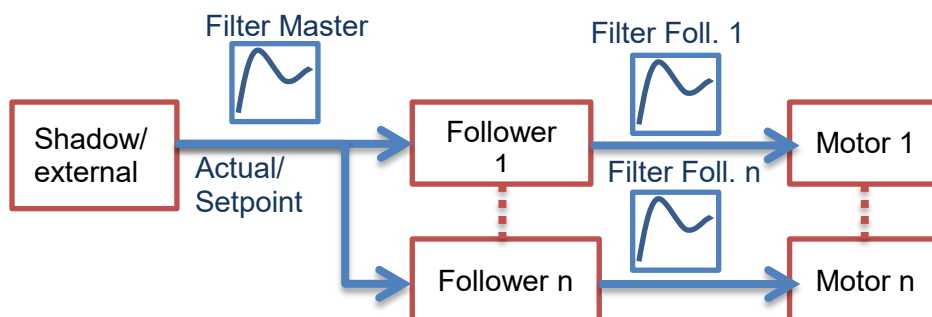 Filter Master
Filter Foll. 1
Shadow/
external
Follower
1
Motor 1
Actual/
Setpoint
Filter Foll. n
Follower n
Motor n